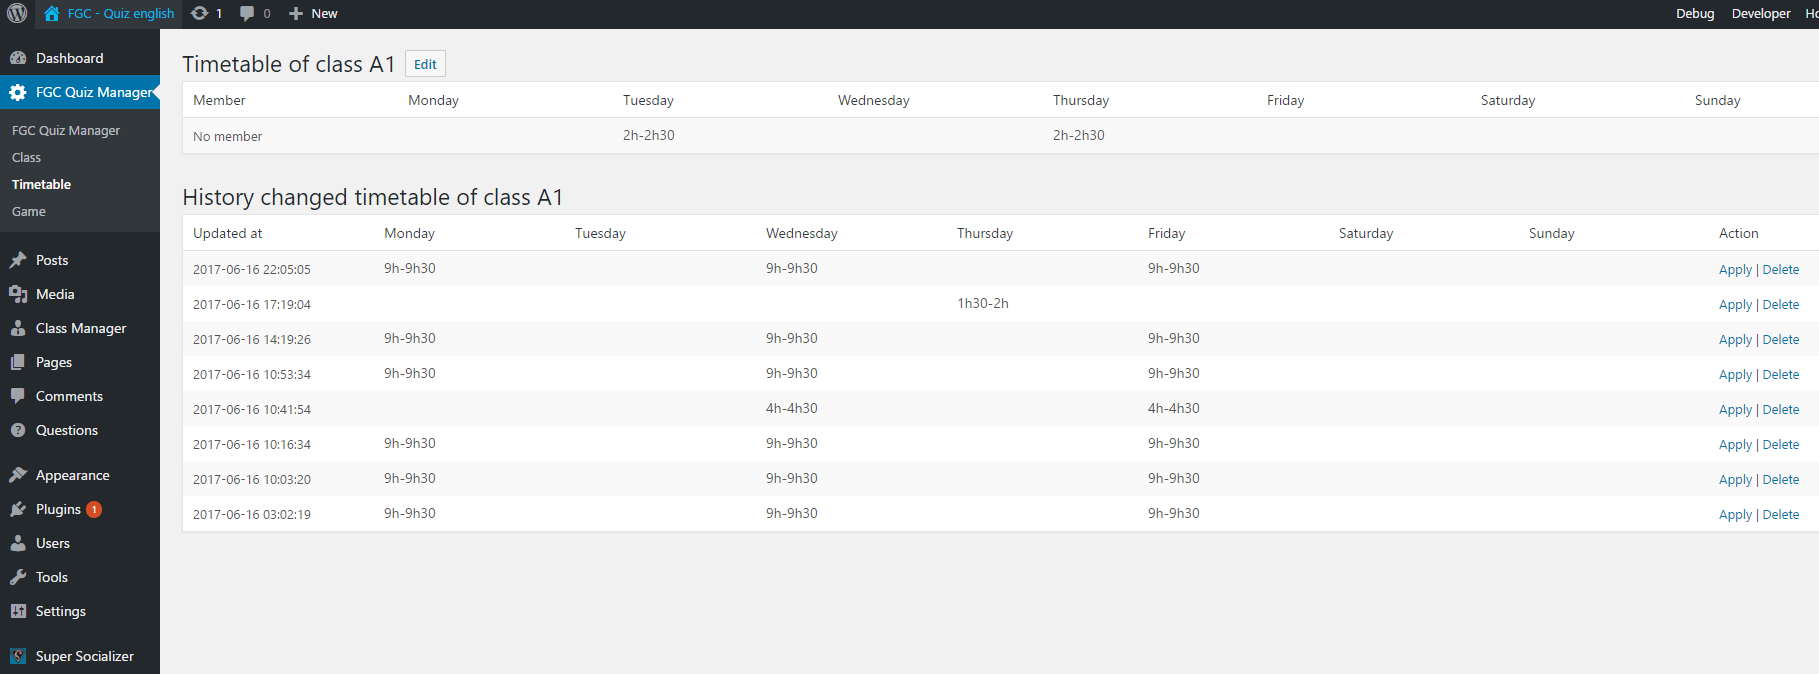 FGC - Quiz english 1 0 New Debug Developer
Dashboard
FGC Quiz Manager
FGC Quiz Manager
Class
Timetable
Game
Posts
Media
Class Manager
Pages
Comments
Questions
Appearance
Plugins 1
Users
Tools
Settings
Super Socializer
Timetable of class A1 Edit
Member Monday Tuesday Wednesday Thursday Friday Saturday Sunday
No member 2h-2h30 2h-2h30
History changed timetable of class A1
Updated at Monday Tuesday Wednesday Thursday Friday Saturday Sunday Action
2017-06-16 22:05:05 9h-9h30 9h-9h30 9h-9h30 Apply | Delete
2017-06-16 17:19:04 1h30-2h Apply | Delete
2017-06-16 14:19:26 9h-9h30 9h-9h30 9h-9h30 Apply | Delete
2017-06-16 10:53:34 9h-9h30 9h-9h30 9h-9h30 Apply | Delete
2017-06-16 10:41:54 4h-4h30 4h-4h30 Apply | Delete
2017-06-16 10:16:34 9h-9h30 9h-9h30 9h-9h30 Apply | Delete
2017-06-16 10:03:20 9h-9h30 9h-9h30 9h-9h30 Apply | Delete
2017-06-16 03:02:19 9h-9h30 9h-9h30 9h-9h30 Apply | Delete